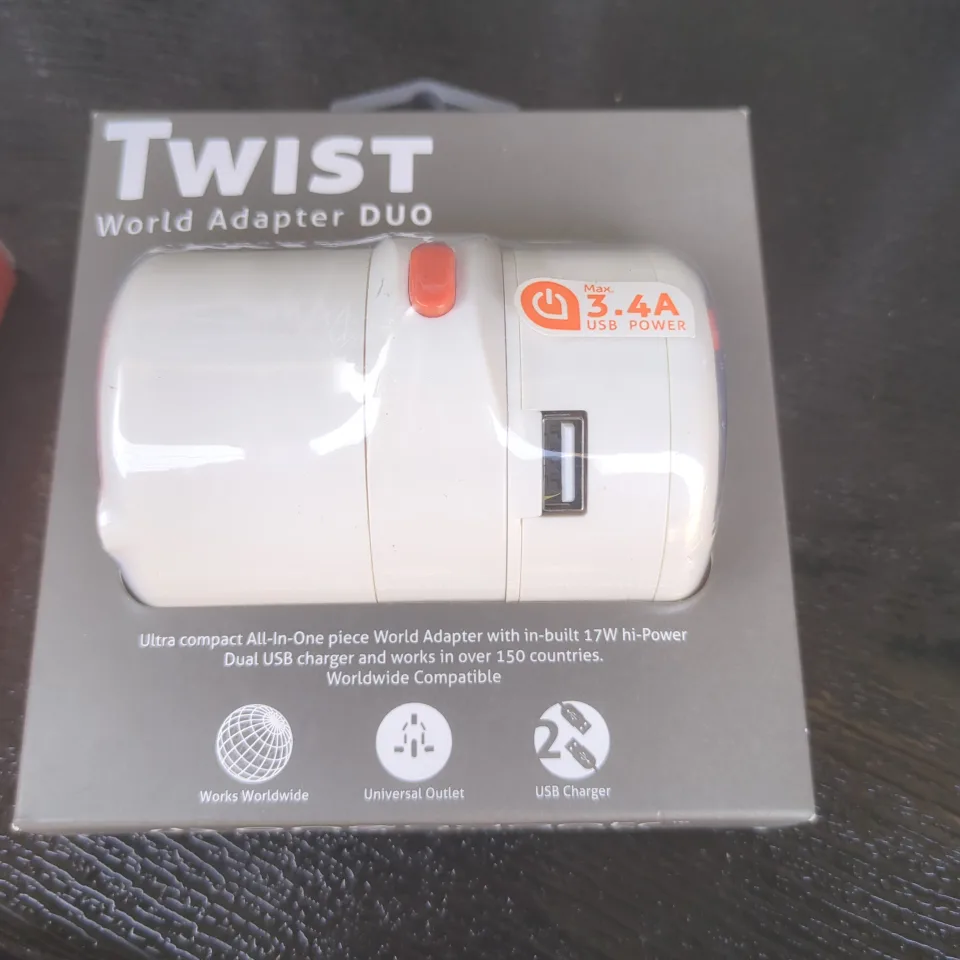 TWIST
World Adapter DUO
Max.
3.4A
USB POWER
Ultra compact All-In-One piece World Adapter with in-built 17W hi-Power
Dual USB charger and works in over 150 countries.
Worldwide Compatible
2
Works Worldwide
Universal Outlet
USB Charger